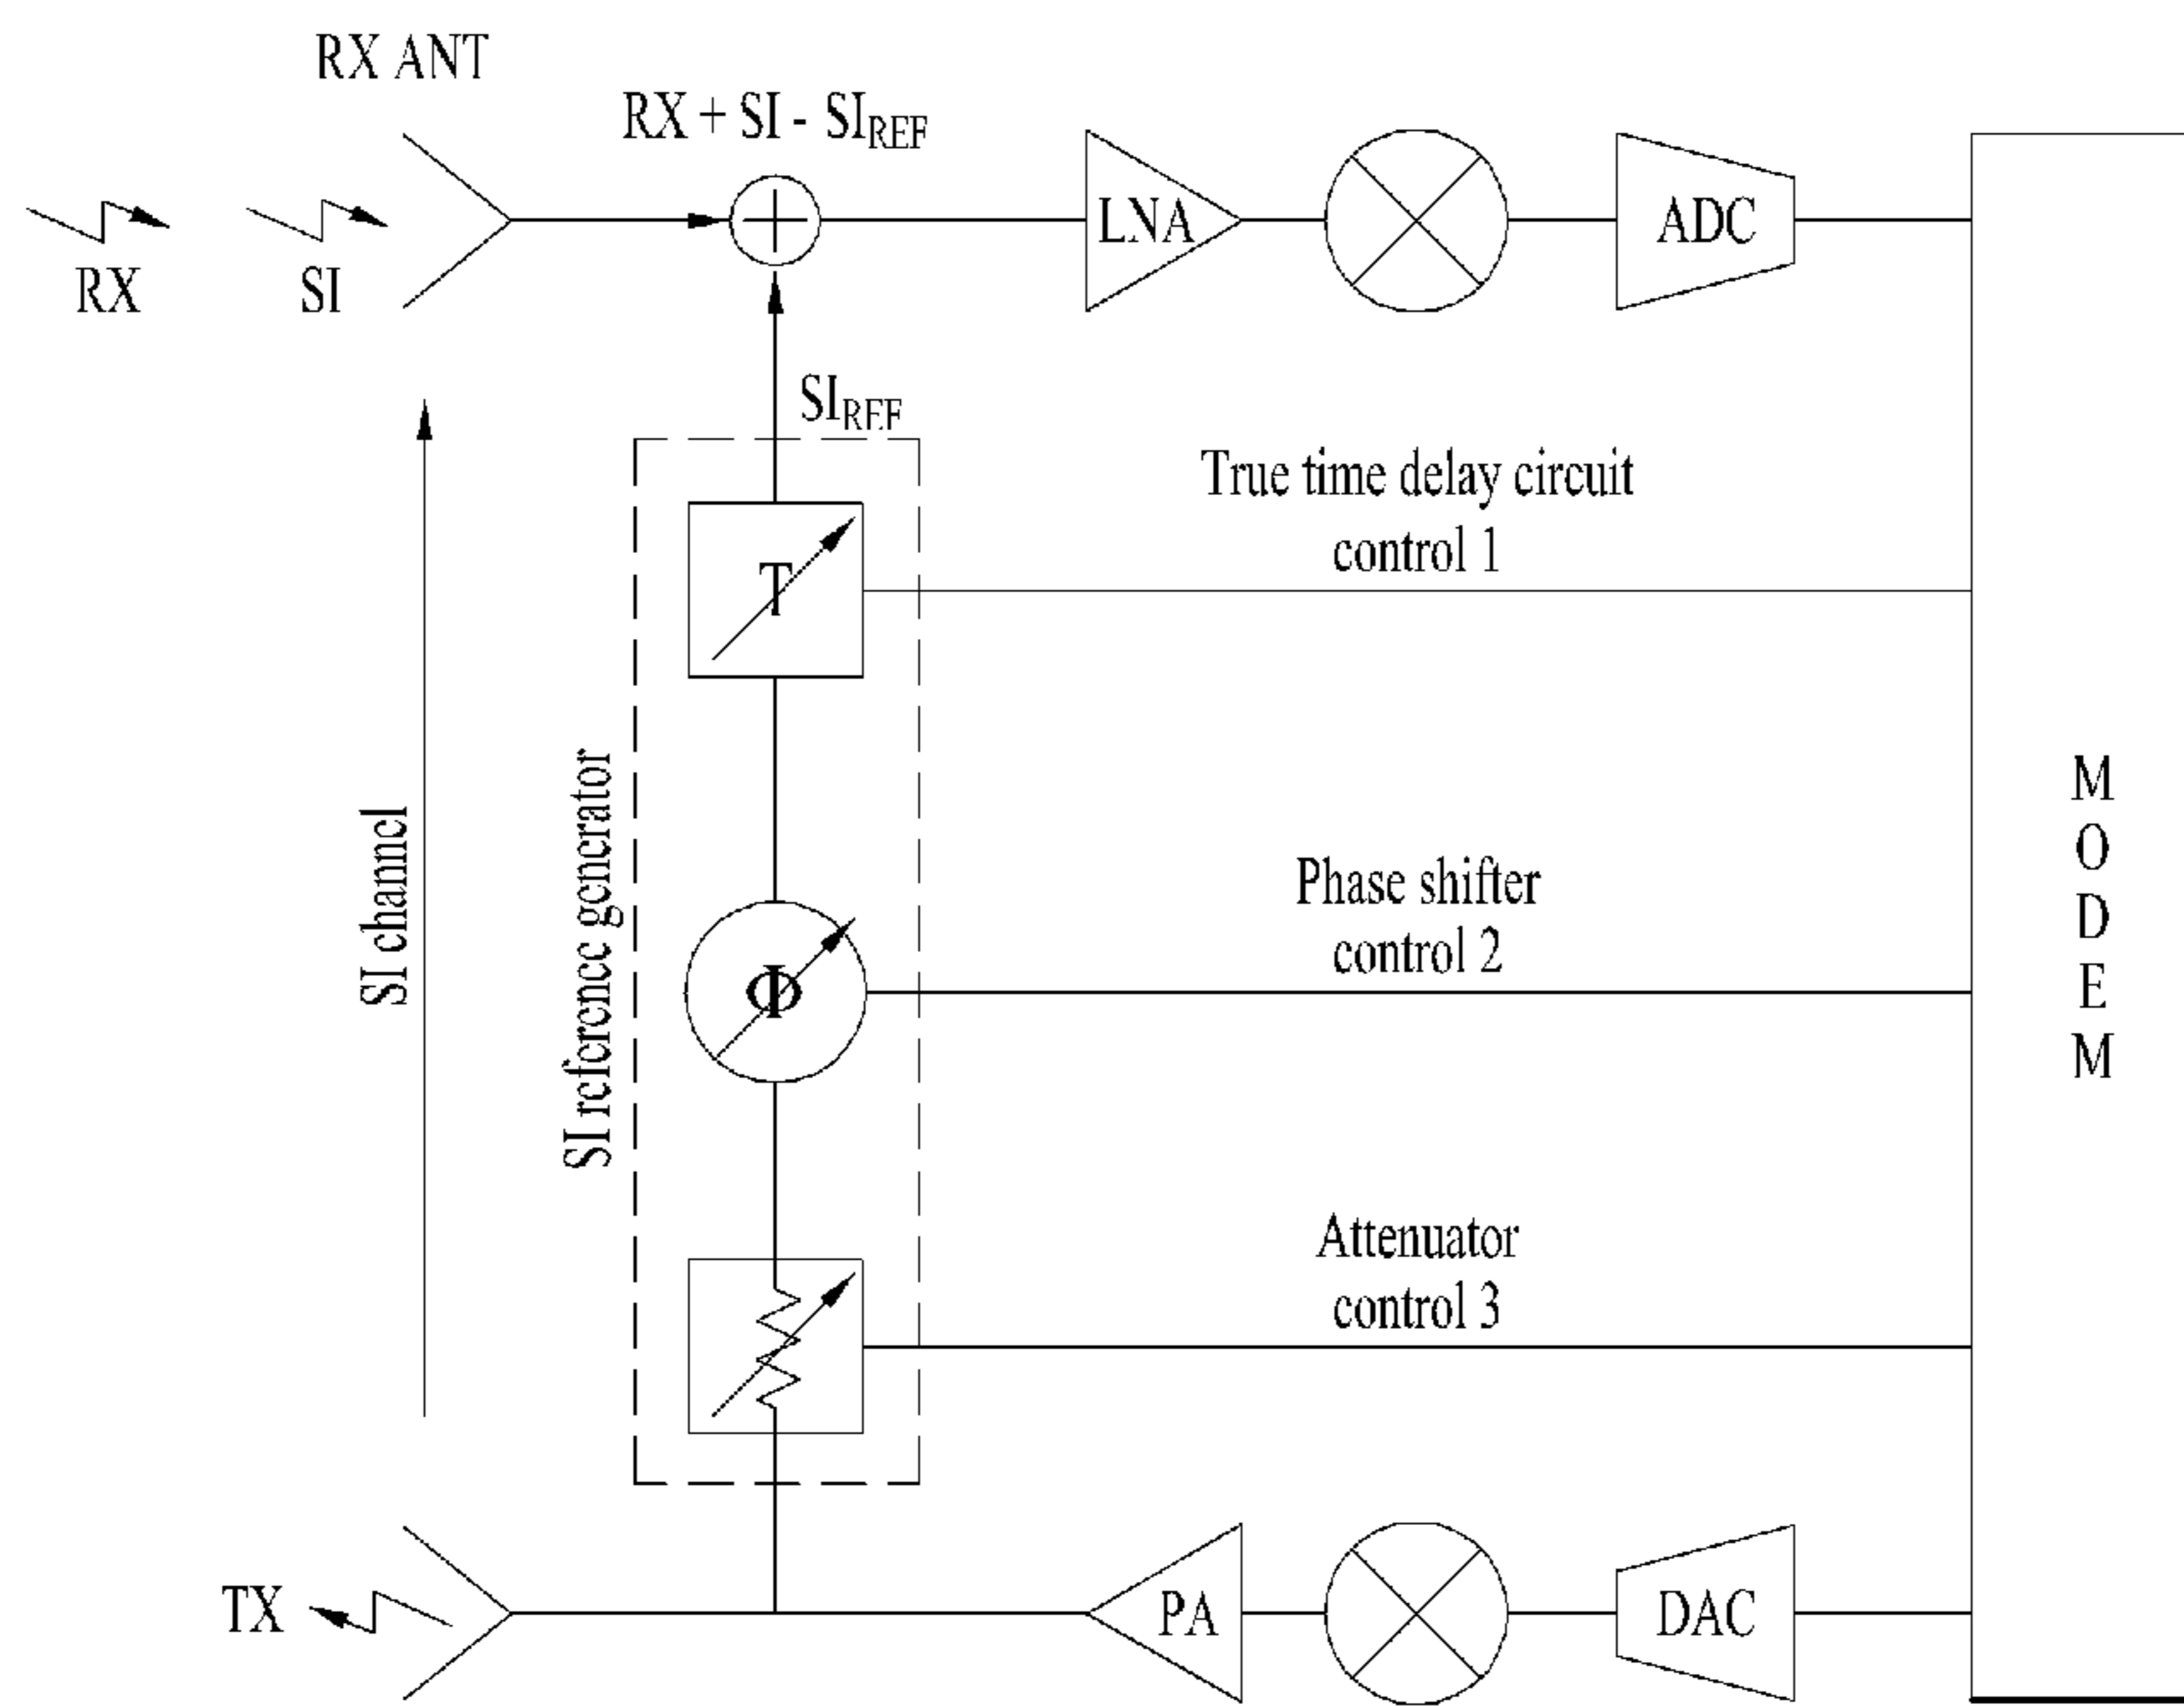 RX ANT
RX + SI - SIREF
LNA
ADC
RX
SI
SIREF
True time delay circuit
control 1
T
SI channel
SI reference generator
Phase shifter
control 2
Φ
Attenuator
control 3
M
O
D
E
M
TX
PA
DAC